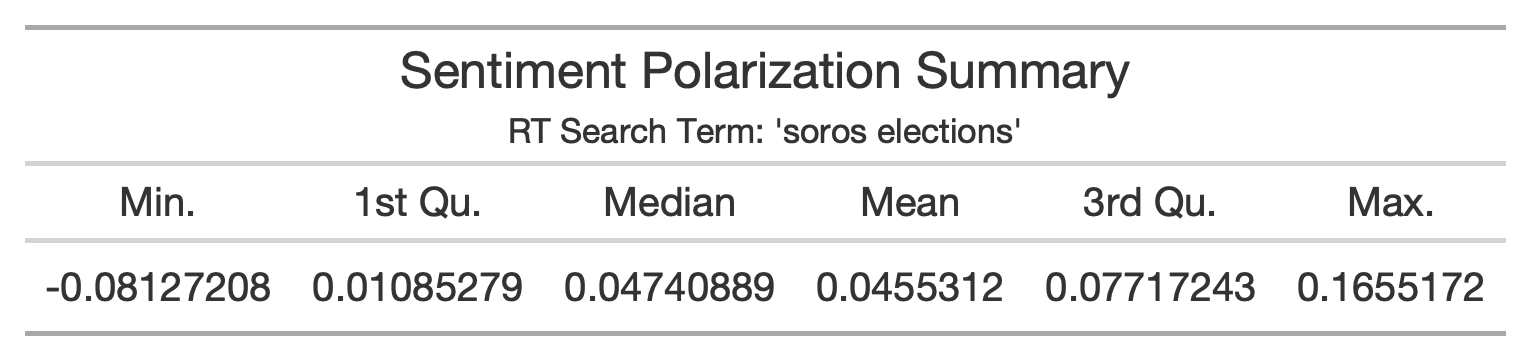 Sentiment Polarization Summary
RT Search Term: 'soros elections'
Min. 1st Qu. Median Mean 3rd Qu. Max.
-0.08127208 0.01085279 0.04740889 0.0455312 0.07717243 0.1655172